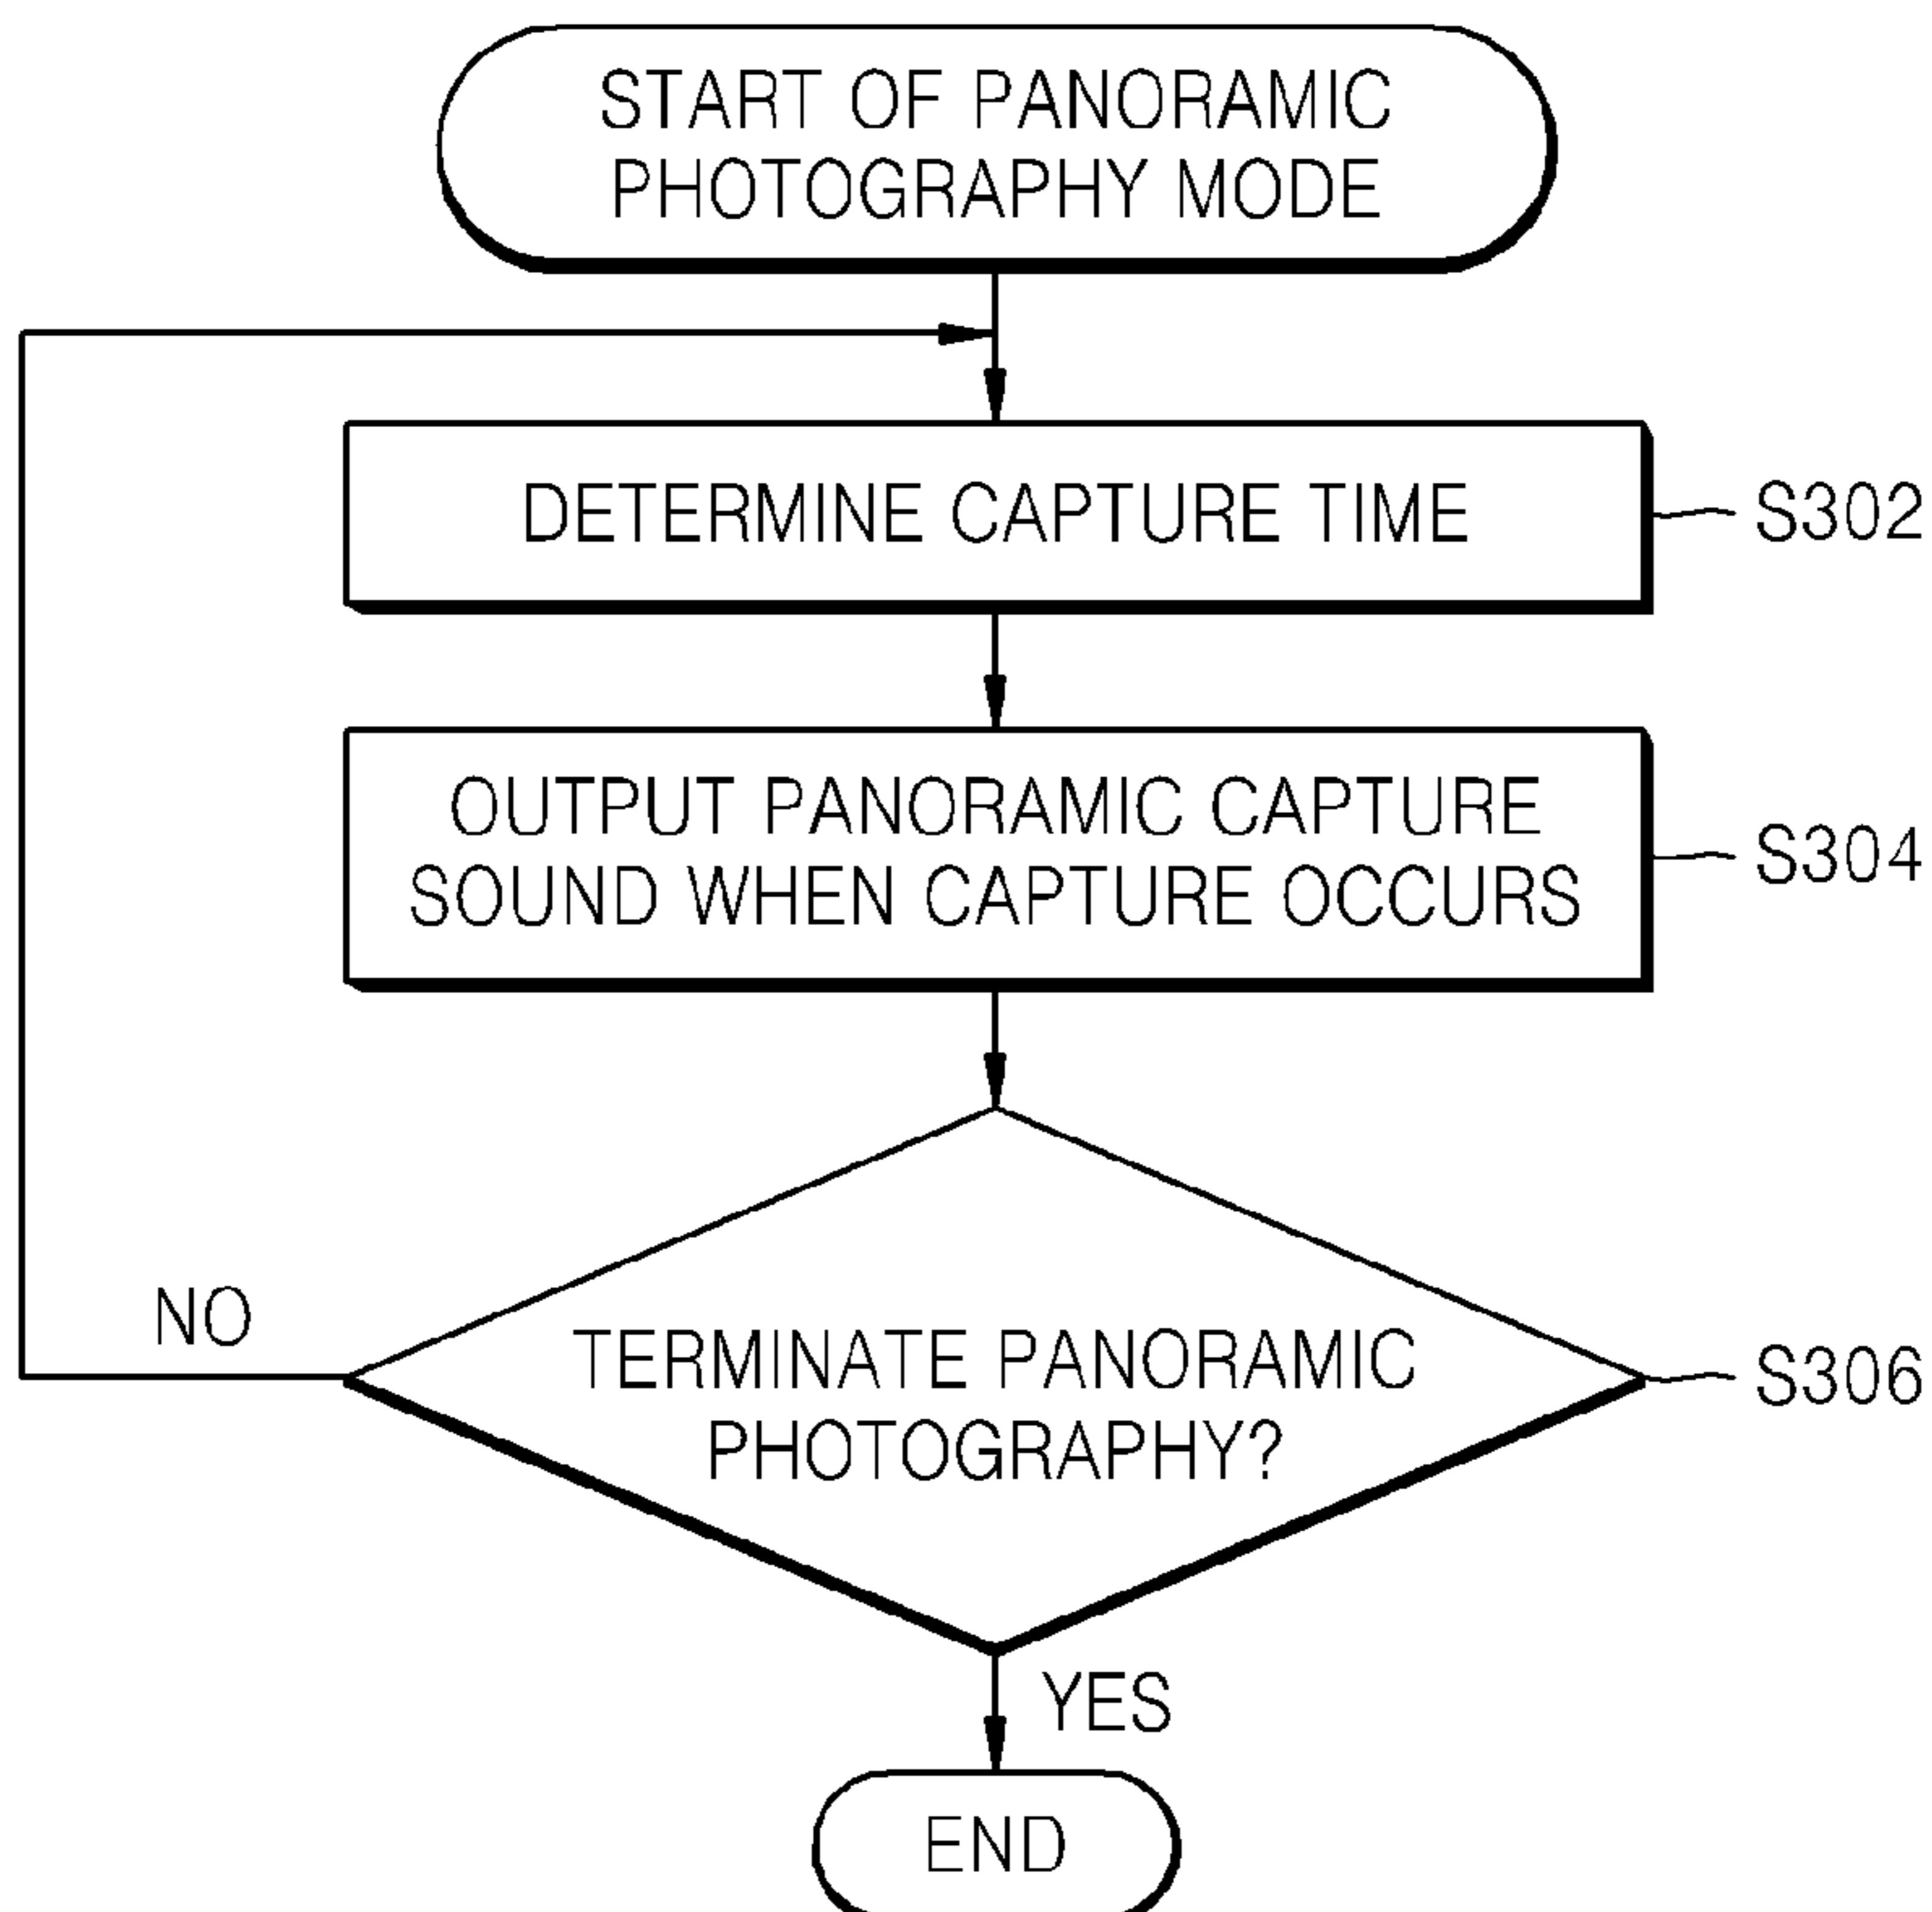 START OF PANORAMIC
PHOTOGRAPHY MODE
DETERMINE CAPTURE TIME
S302
OUTPUT PANORAMIC CAPTURE
SOUND WHEN CAPTURE OCCURS
S304
NO
TERMINATE PANORAMIC
PHOTOGRAPHY?
S306
YES
END